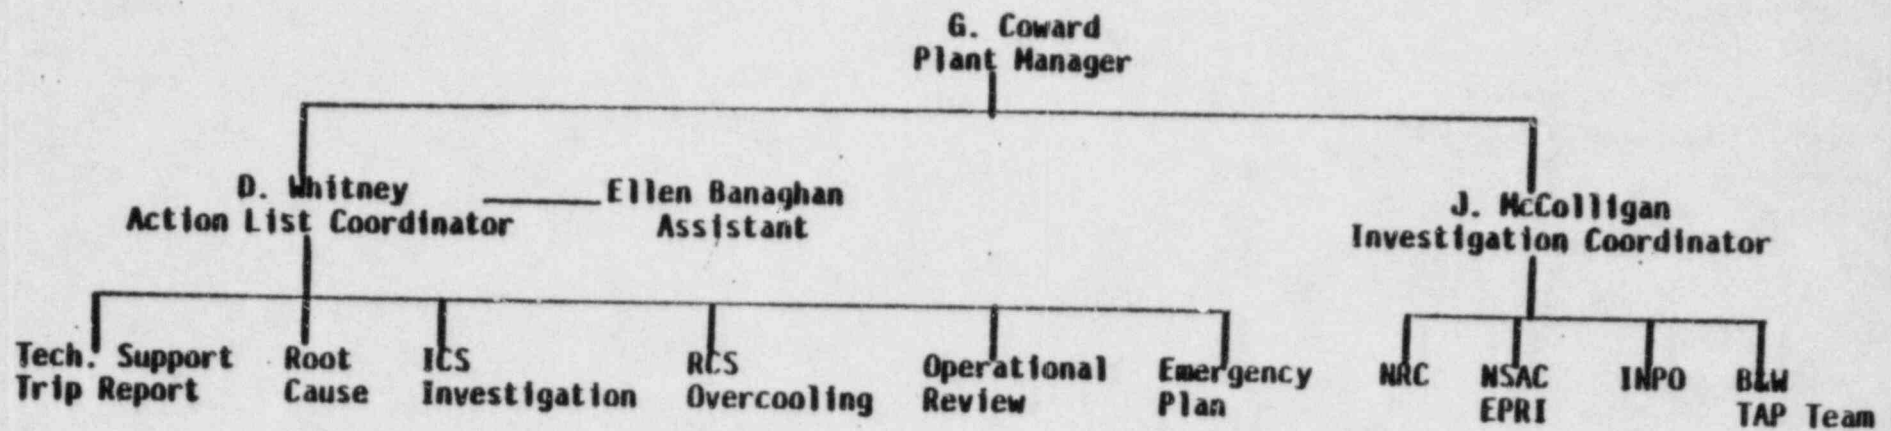 G. Coward
Plant Manager
D. Whitney
Action List Coordinator
Ellen Banaghan
Assistant
J. McColligan
Investigation Coordinator
Tech. Support
Trip Report
Root
Cause
ICS
Investigation
RCS
Overcooling
Operational
Review
Emergency
Plan
NRC
NSAC
EPRI
INPO
B&W
TAP Team